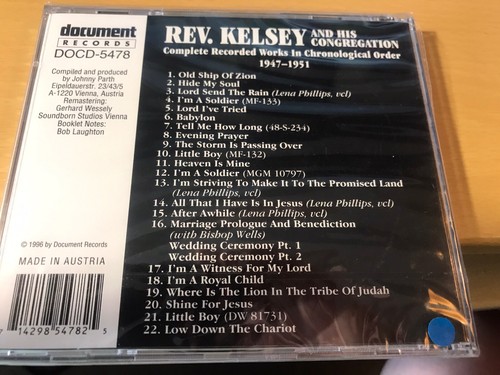 document
RECORDS
DOCD-5478
Compiled and produced
by Johnny Parth
Eipeldauerstr. 23/43/5
A-1220 Vienna, Austria
Remastering:
Gerhard Wessely
Soundborn Studios Vienna
Booklet Notes:
Bob Laughton
© 1996 by Document Records
MADE IN AUSTRIA
7 14298 54782 5
REV. KELSEY AND HIS CONGREGATION
Complete Recorded Works In Chronological Order
1947-1951
1. Old Ship Of Zion
2. Hide My Soul
3. Lord Send The Rain (Lena Phillips, vcl)
4. I'm A Soldier (MF-133)
5. Lord I've Tried
6. Babylon
7. Tell Me How Long (48-S-234)
8. Evening Prayer
9. The Storm Is Passing Over
10. Little Boy (MF-132)
11. Heaven Is Mine
12. I'm A Soldier (MGM 10797)
13. I'm Striving To Make It To The Promised Land
(Lena Phillips, vcl)
14. All That I Have Is In Jesus (Lena Phillips, vcl)
15. After Awhile (Lena Phillips, vcl)
16. Marriage Prologue And Benediction
(with Bishop Wells)
Wedding Ceremony Pt. 1
Wedding Ceremony Pt. 2
17. I'm A Witness For My Lord
18. I'm A Royal Child
19. Where Is The Lion In The Tribe Of Judah
20. Shine For Jesus
21. Little Boy (DW 81731)
22. Low Down The Chariot